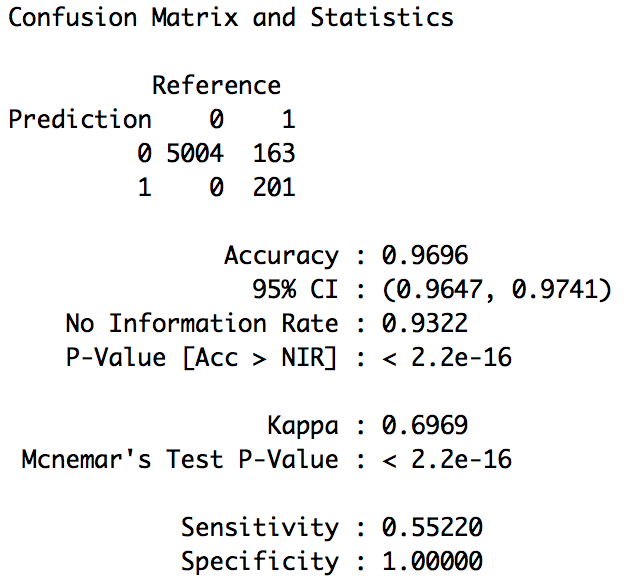 Confusion Matrix and Statistics
Reference
Prediction 0 1
0 5004 163
1 0 201
Accuracy : 0.9696
95% CI : (0.9647, 0.9741)
No Information Rate : 0.9322
P-Value [Acc > NIR] : < 2.2e-16
Kappa : 0.6969
Mcnemar's Test P-Value : < 2.2e-16
Sensitivity : 0.55220
Specificity : 1.00000